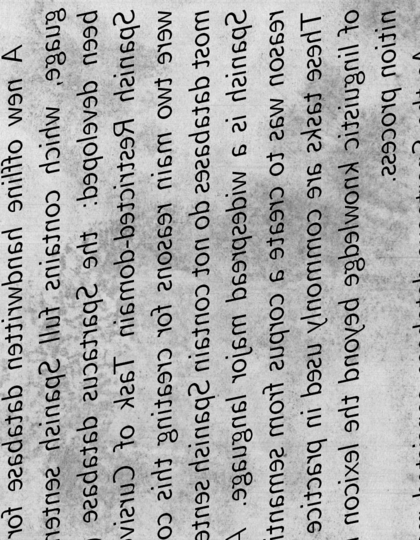 A new offline handwritten database for
guage, which contains full Spanish senten
been developed: the Spartacus database
Spanish Restricted-domain Task of Cursiv
were two main reasons for creating this co
most databases do not contain Spanish sente
Spanish is a widespread major language. A
reason was to create a corpus from semanti
These tasks are commonly used in practice
of linguistic knowledge beyond the lexicon
nition process.